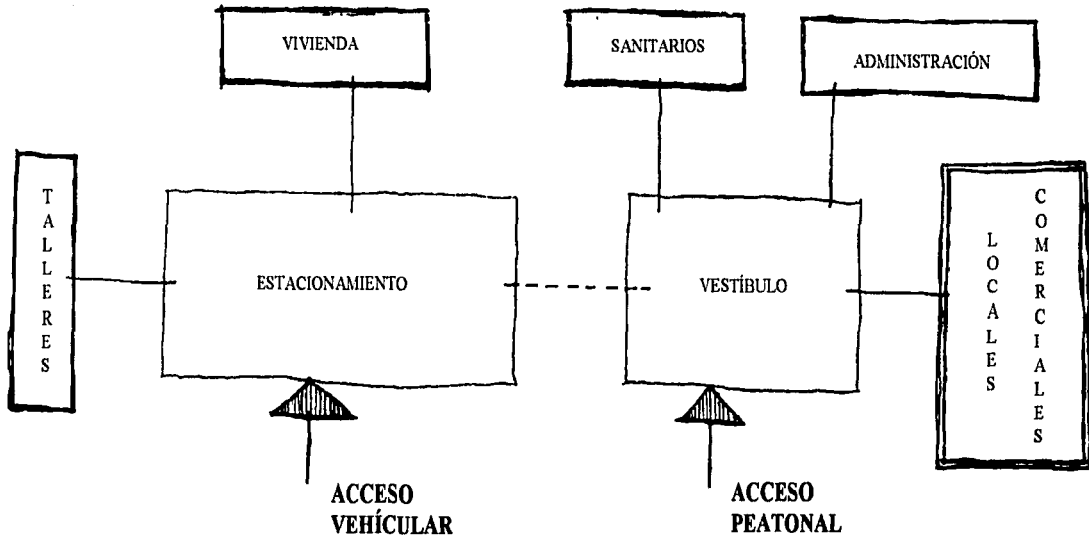 VIVIENDA
SANITARIOS
ADMINISTRACIÓN
TALLERES
ESTACIONAMIENTO
VESTÍBULO
LOCALES
COMERCIALES
ACCESO
VEHÍCULAR
ACCESO
PEATONAL